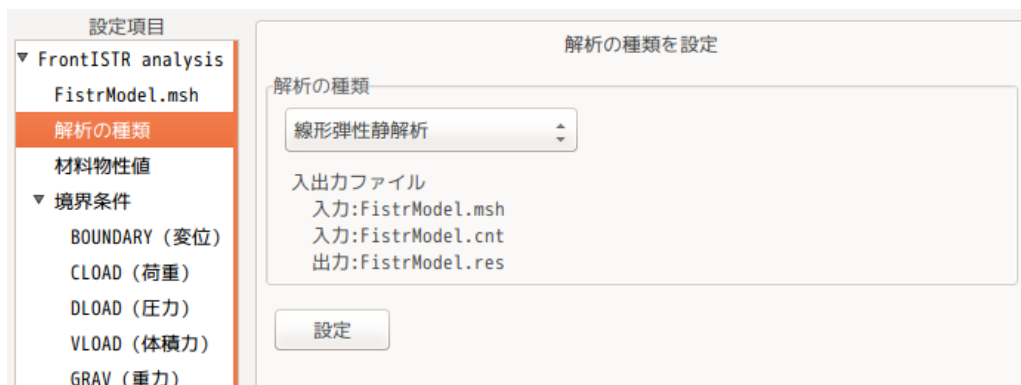 設定項目
FrontISTR analysis
FistrModel.msh
解析の種類
材料物性値
境界条件
BOUNDARY (変位)
CLOAD (荷重)
DLOAD (圧力)
VLOAD (体積力)
GRAV (重力)
解析の種類を設定
解析の種類
線形弾性静解析
入出力ファイル
入力:FistrModel.msh
入力:FistrModel.cnt
出力:FistrModel.res
設定